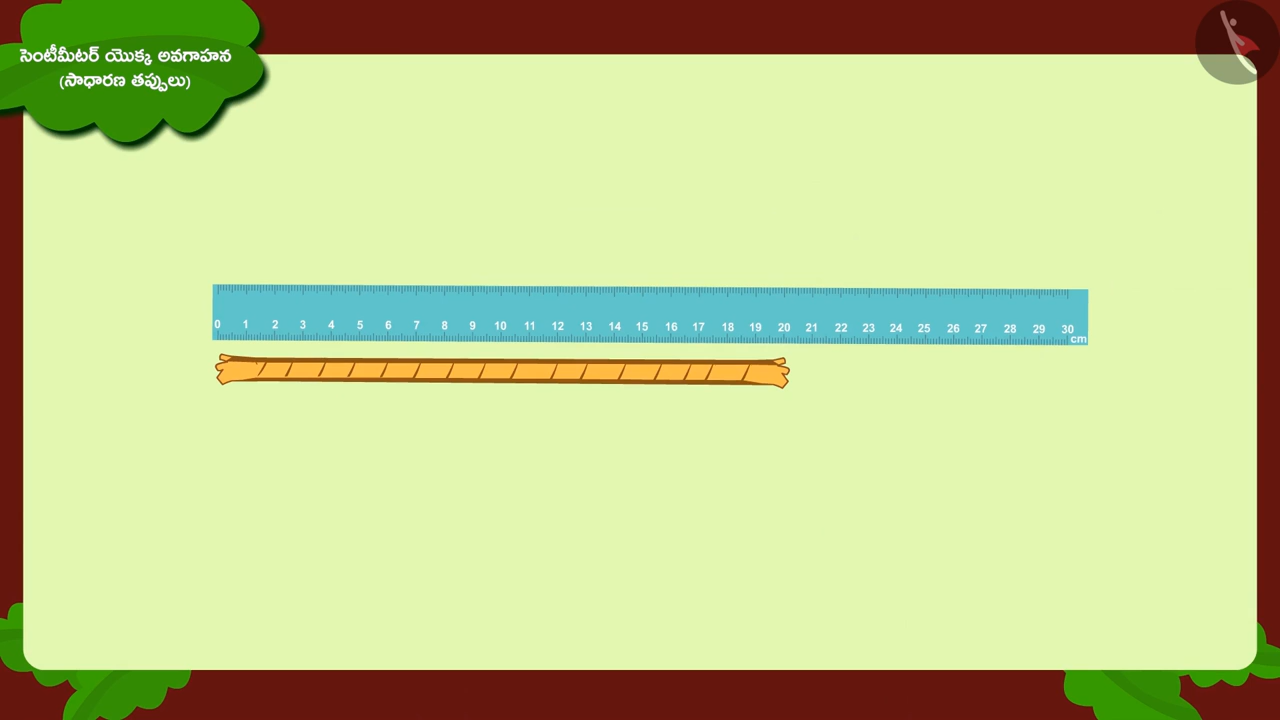 సెంటీమీటర్ యొక్క అవగాహన
(సాధారణ తప్పులు)
0 1 2 3 4 5 6 7 8 9 10 11 12 13 14 15 16 17 18 19 20 21 22 23 24 25 26 27 28 29 30
cm